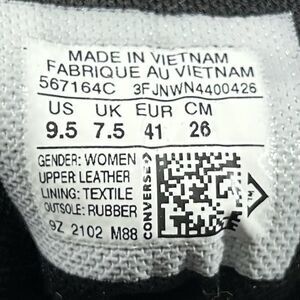 MADE IN VIETNAM
FABRIQUE AU VIETNAM
567164C 3FJNWN4400426
US UK EUR CM
9.5 7.5 41 26
GENDER: WOMEN
UPPER LEATHER
LINING: TEXTILE
OUTSOLE: RUBBER
9Z 2102 M88
CONVERSE